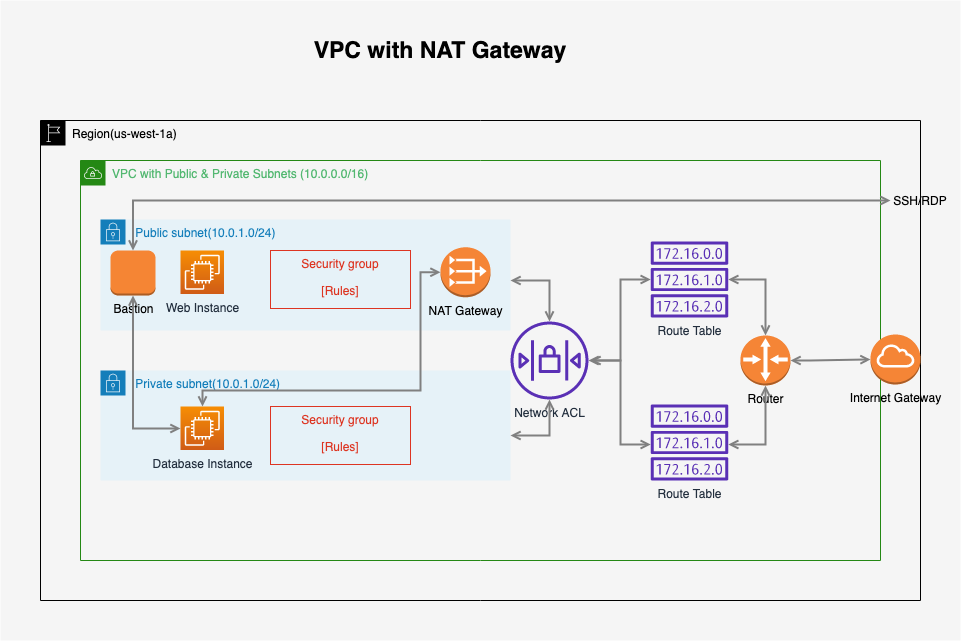 VPC with NAT Gateway
Region(us-west-1a)
VPC with Public & Private Subnets (10.0.0.0/16)
SSH/RDP
Public subnet(10.0.1.0/24)
Security group
[Rules]
Bastion
Web Instance
NAT Gateway
172.16.0.0
172.16.1.0
172.16.2.0
Route Table
Private subnet(10.0.1.0/24)
Security group
[Rules]
Database Instance
Network ACL
Router
Internet Gateway
172.16.0.0
172.16.1.0
172.16.2.0
Route Table